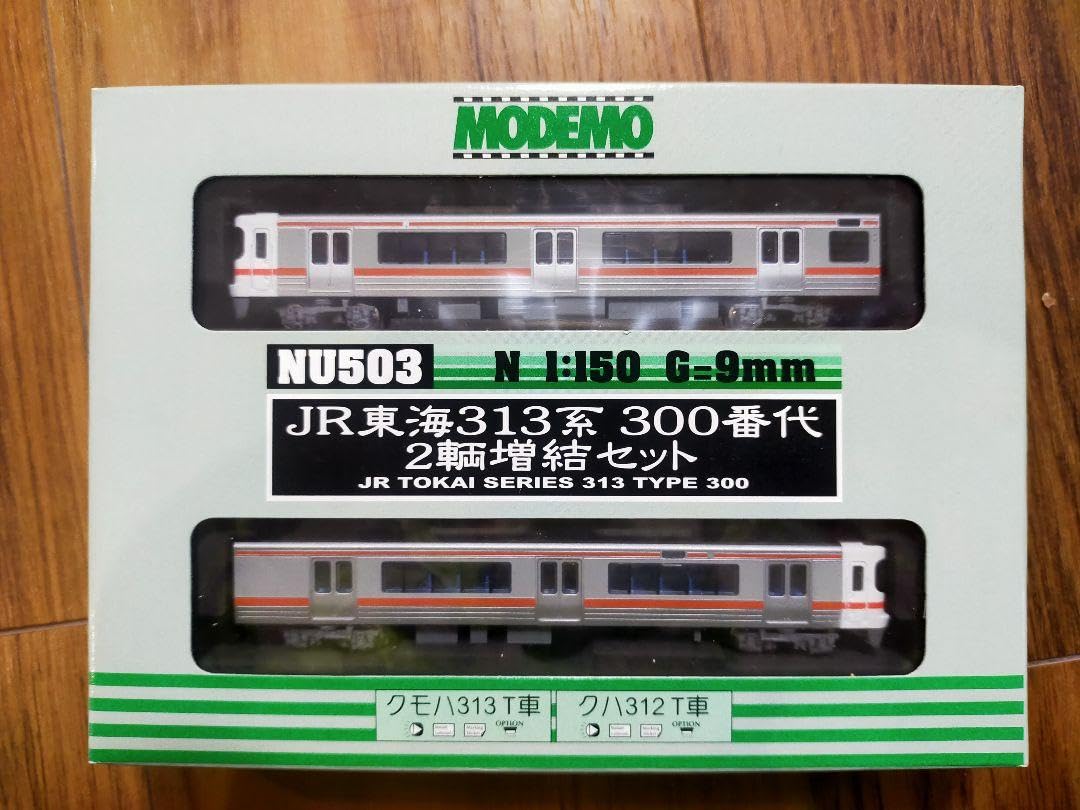 MODEMO
NU503 N 1:150 G=9mm
JR東海313系 300番代
2輌増結セット
JR TOKAI SERIES 313 TYPE 300
クモハ313 T車
クハ312 T車
OPTION
OPTION